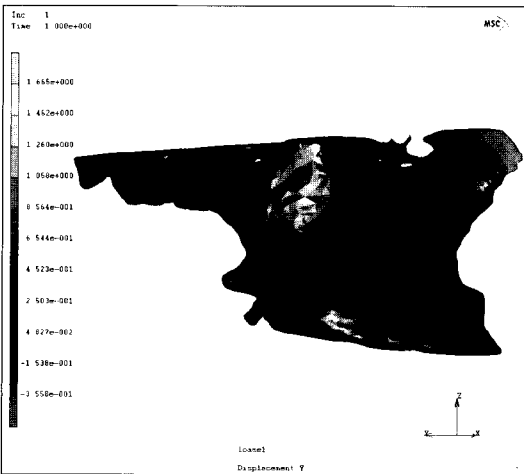 Inc 1
Time 1 000e+000
MSC
1 665e+000
1 462e+000
1 260e+000
1 058e+000
8 564e-001
6 544e-001
4 523e-001
2 503e-001
4 827e-002
-1 538e-001
-3 558e-001
Z
Y X
Displacement Y